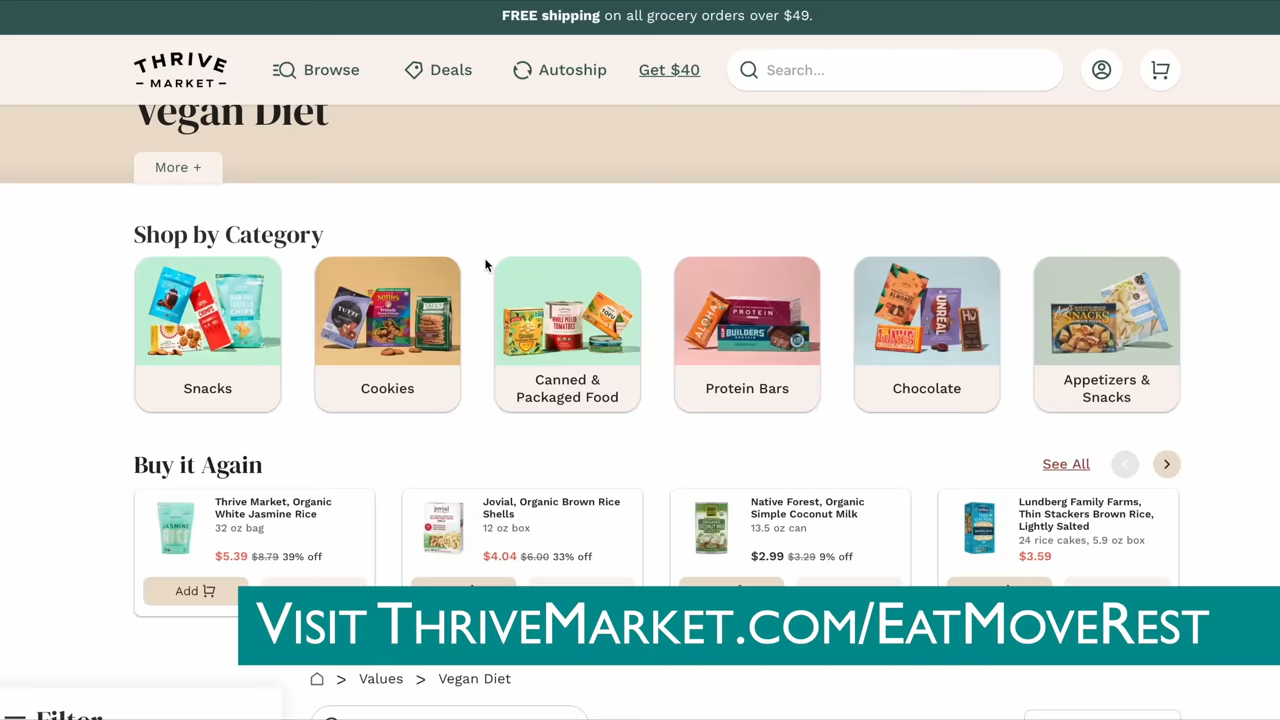 FREE shipping on all grocery orders over $49.
THRIVE
MARKET
Browse
Deals
Autoship
Get $40
Search...
Vegan Diet
More +
Shop by Category
Snacks
Cookies
Canned &
Packaged Food
Protein Bars
Chocolate
Appetizers &
Snacks
Buy it Again
See All
Thrive Market, Organic
White Jasmine Rice
32 oz bag
$5.39 $8.79 39% off
Add
Jovial, Organic Brown Rice
Shells
12 oz box
$4.04 $6.00 33% off
Native Forest, Organic
Simple Coconut Milk
13.5 oz can
$2.99 $3.29 9% off
Lundberg Family Farms,
Thin Stackers Brown Rice,
Lightly Salted
24 rice cakes, 5.9 oz box
$3.59
VISIT THRIVEMARKET.COM/EATMOVEREST
> Values > Vegan Diet
Filter